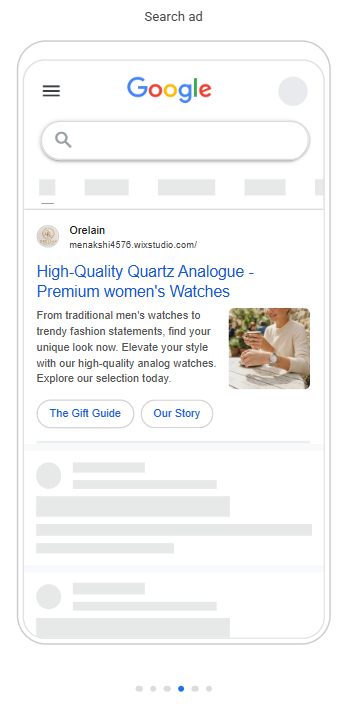 Search ad
Google
Orelain
menakshi4576.wixstudio.com/
High-Quality Quartz Analogue -
Premium women's Watches
From traditional men's watches to
trendy fashion statements, find your
unique look now. Elevate your style
with our high-quality analog watches.
Explore our selection today.
The Gift Guide
Our Story